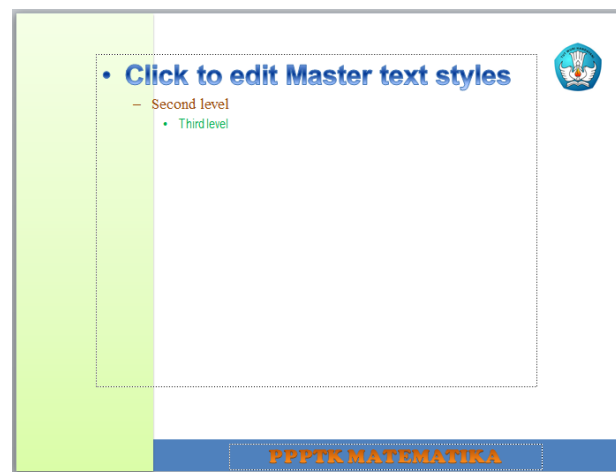 • Click to edit Master text styles
– Second level
• Third level
PPPTK MATEMATIKA